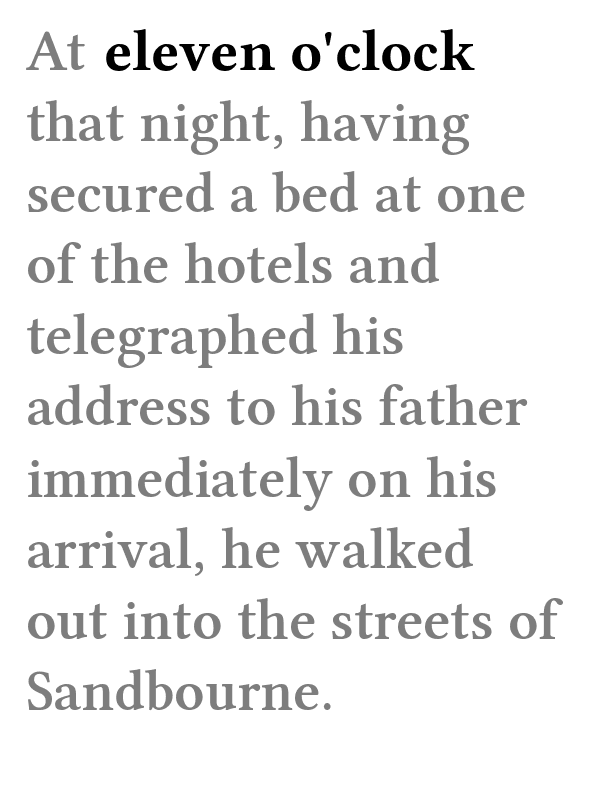 At eleven o'clock
that night, having
secured a bed at one
of the hotels and
telegraphed his
address to his father
immediately on his
arrival, he walked
out into the streets of
Sandbourne.